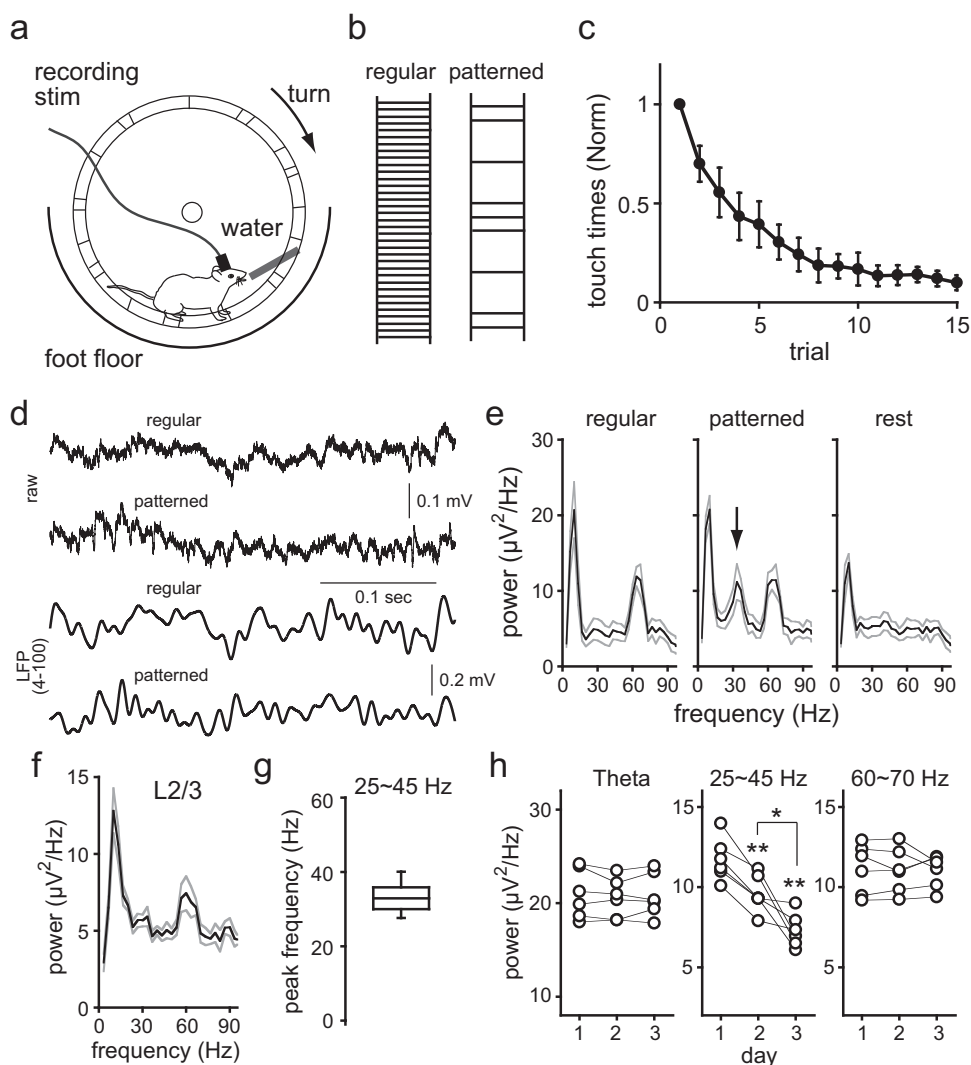 a
recording
stim
turn
water
foot floor
b
regular patterned
c
touch times (Norm)
1
0.5
0
0 5 10 15
trial
d
raw
regular
0.1 mV
patterned
0.1 sec
LFP
(4-100)
regular
patterned
0.2 mV
e
regular patterned rest
power (µV²/Hz)
30
20
10
0
0 30 60 90 0 30 60 90 0 30 60 90
frequency (Hz)
f
L2/3
power (µV²/Hz)
15
10
5
0
0 30 60 90
frequency (Hz)
g
25~45 Hz
peak frequency (Hz)
60
40
20
0
h
Theta 25~45 Hz 60~70 Hz
power (µV²/Hz)
30
20
10
15
10
5
15
10
5
*
**
**
1 2 3 1 2 3 1 2 3
day